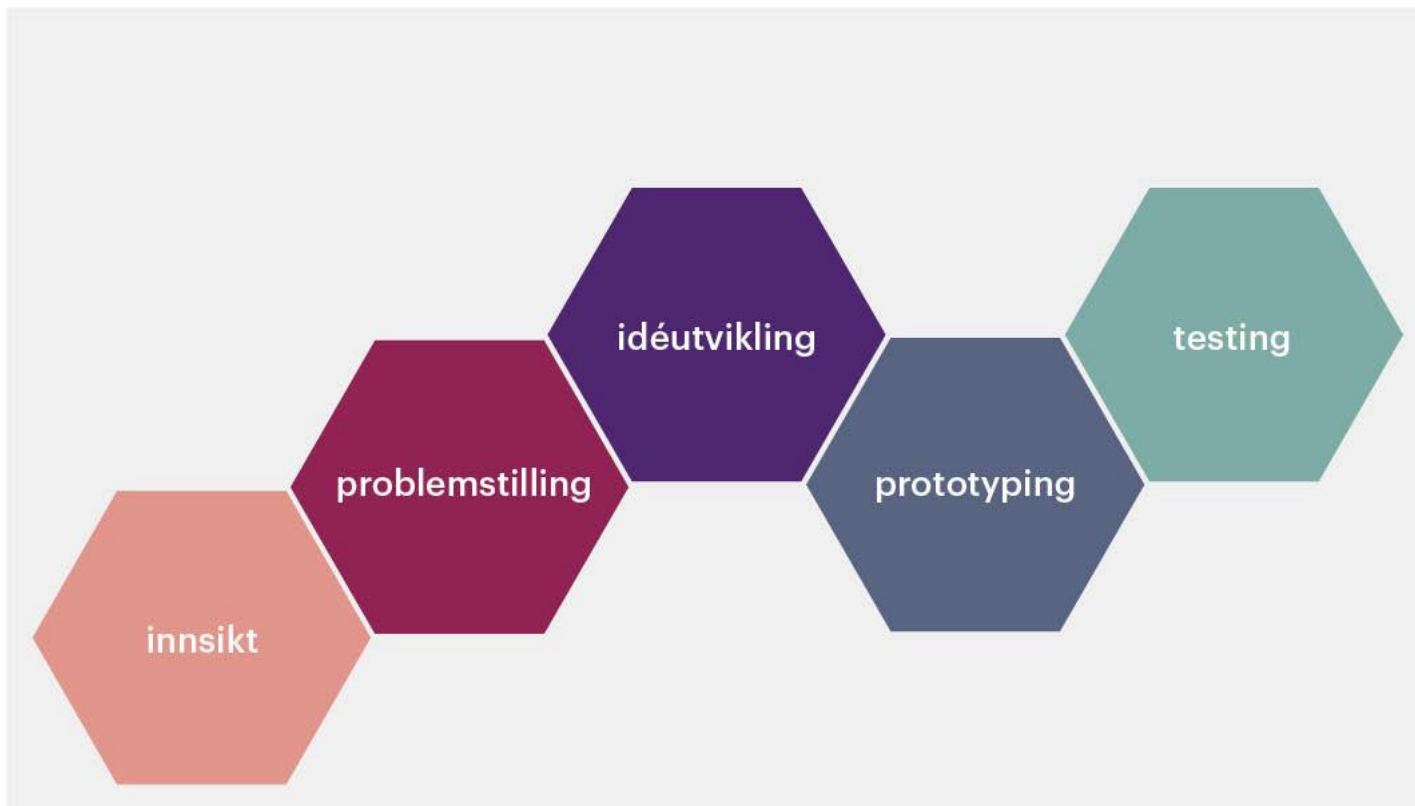 innsikt
problemstilling
idéutvikling
prototyping
testing